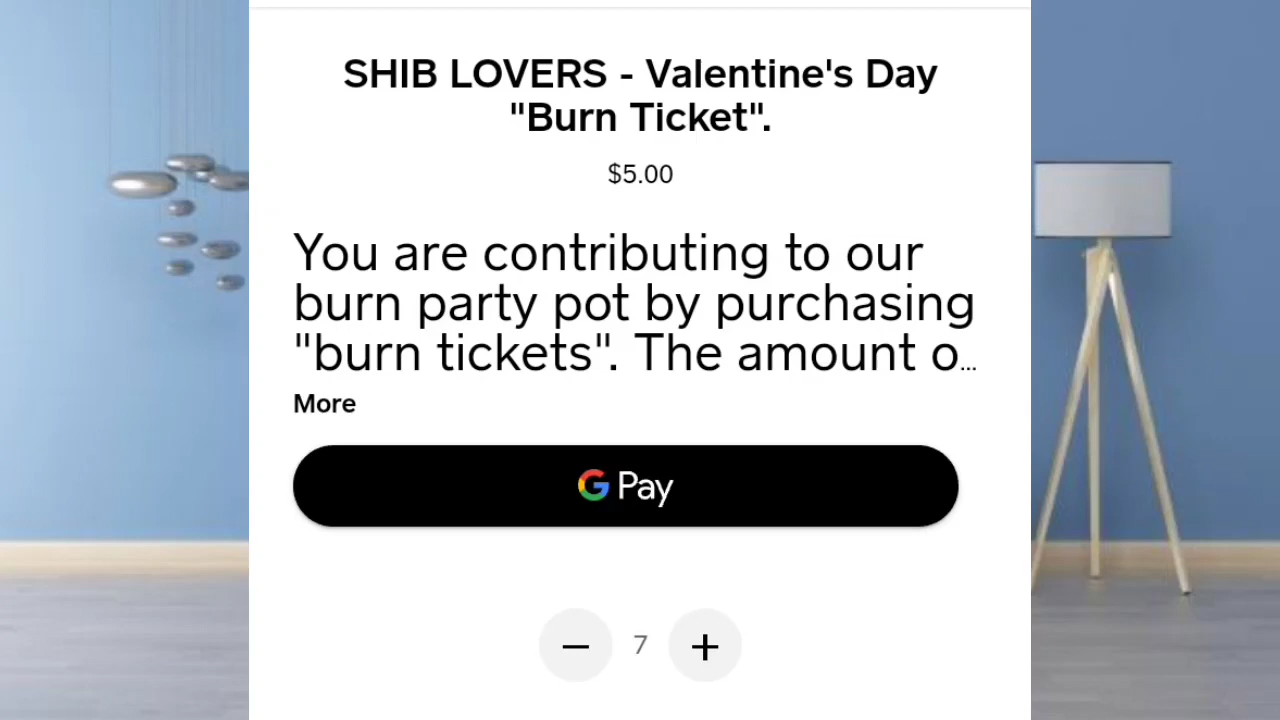 SHIB LOVERS - Valentine's Day
"Burn Ticket".
$5.00
You are contributing to our
burn party pot by purchasing
"burn tickets". The amount o...
More
G Pay
− 7 +